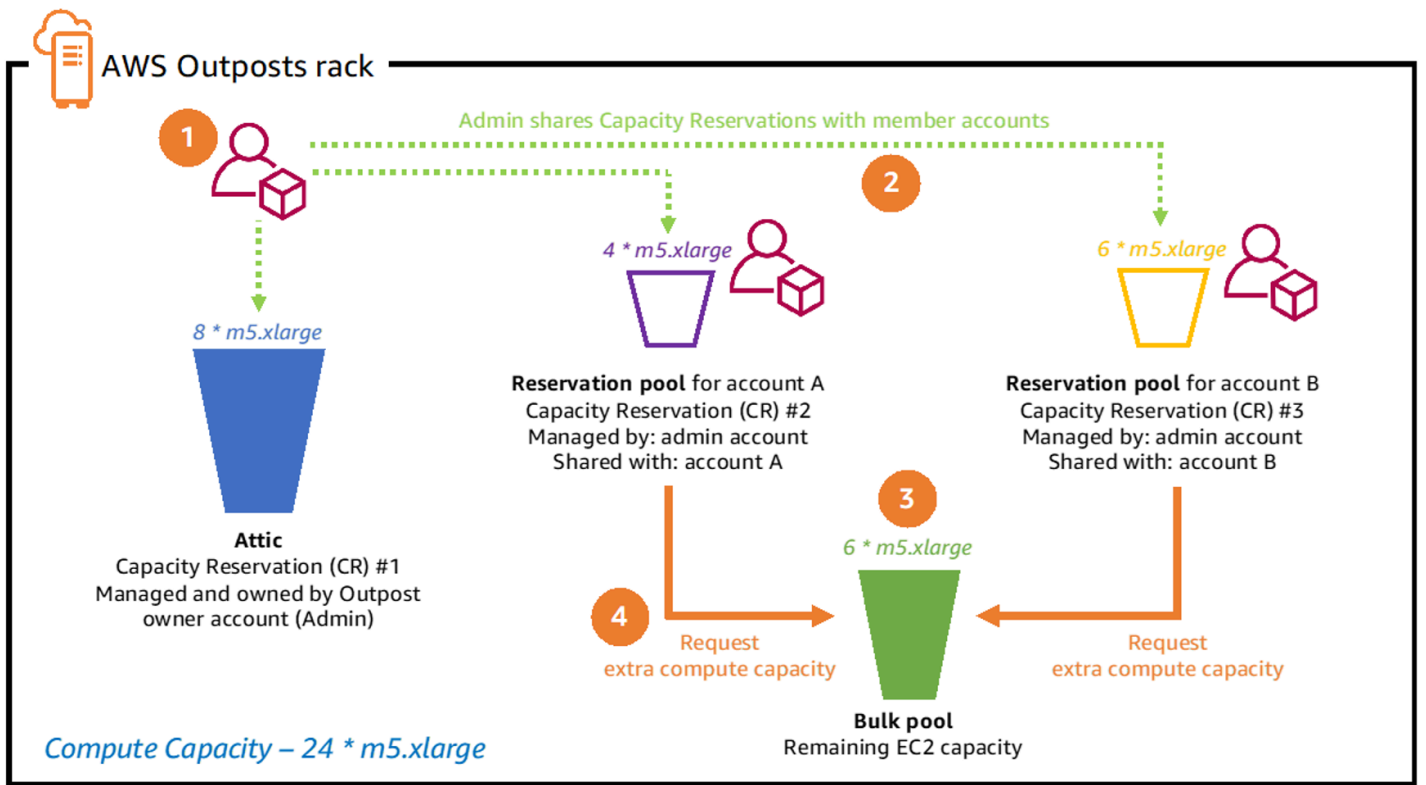 AWS Outposts rack
1
Admin shares Capacity Reservations with member accounts
2
4 * m5.xlarge
6 * m5.xlarge
8 * m5.xlarge
Reservation pool for account A
Capacity Reservation (CR) #2
Managed by: admin account
Shared with: account A
Reservation pool for account B
Capacity Reservation (CR) #3
Managed by: admin account
Shared with: account B
3
6 * m5.xlarge
Attic
Capacity Reservation (CR) #1
Managed and owned by Outpost
owner account (Admin)
4
Request
extra compute capacity
Request
extra compute capacity
Bulk pool
Remaining EC2 capacity
Compute Capacity – 24 * m5.xlarge